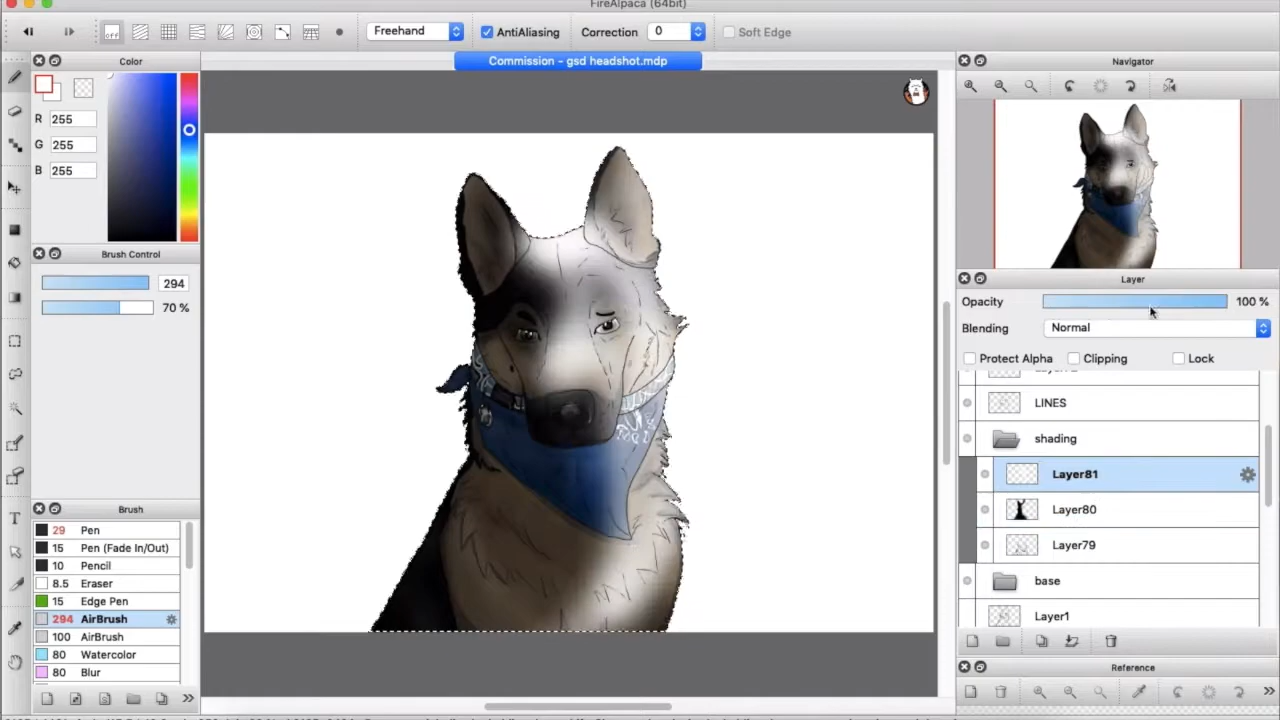 FireAlpaca (64bit)
OFF
Freehand
AntiAliasing
Correction 0
Soft Edge
Color
Commission - gsd headshot.mdp
Navigator
R 255
G 255
B 255
Brush Control
294
70 %
Layer
Opacity 100 %
Blending Normal
Protect Alpha
Clipping
Lock
LINES
shading
Layer81
Layer80
Layer79
base
Layer1
Brush
29 Pen
15 Pen (Fade In/Out)
10 Pencil
8.5 Eraser
15 Edge Pen
294 AirBrush
100 AirBrush
80 Watercolor
80 Blur
T
Reference